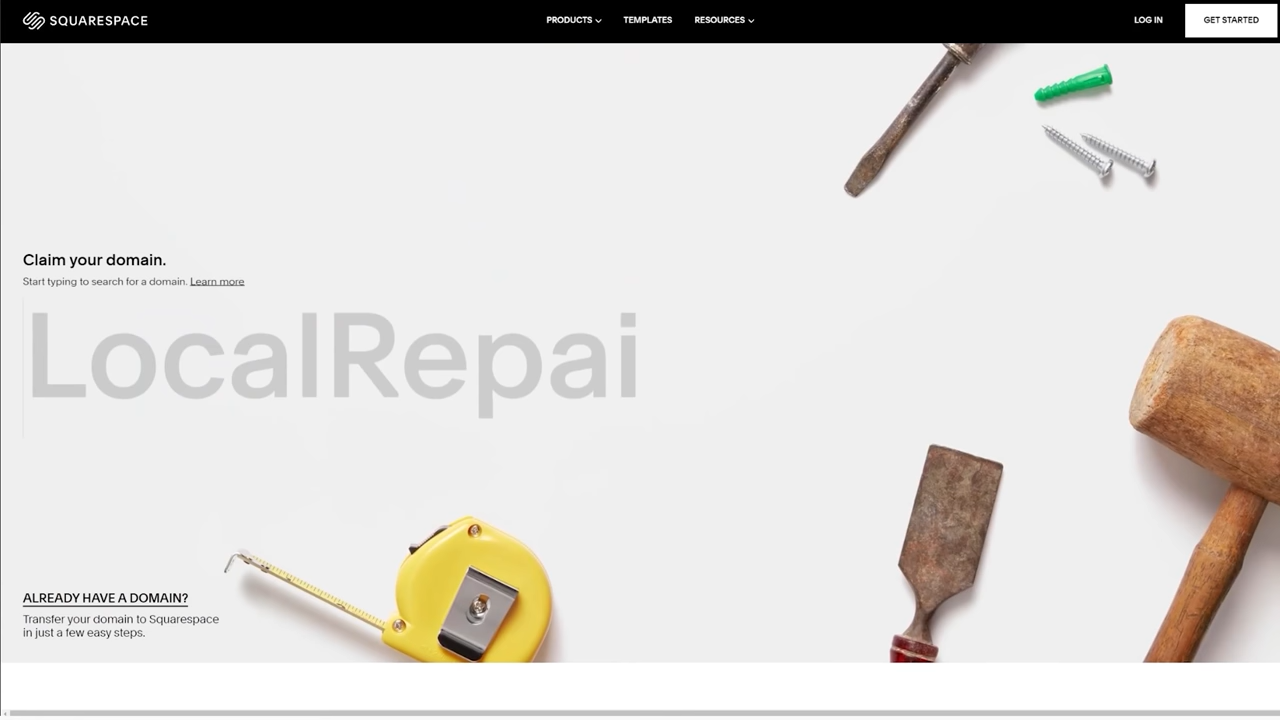 SQUARESPACE
PRODUCTS TEMPLATES RESOURCES
LOG IN
GET STARTED
Claim your domain.
Start typing to search for a domain. Learn more
LocalRepai
ALREADY HAVE A DOMAIN?
Transfer your domain to Squarespace
in just a few easy steps.